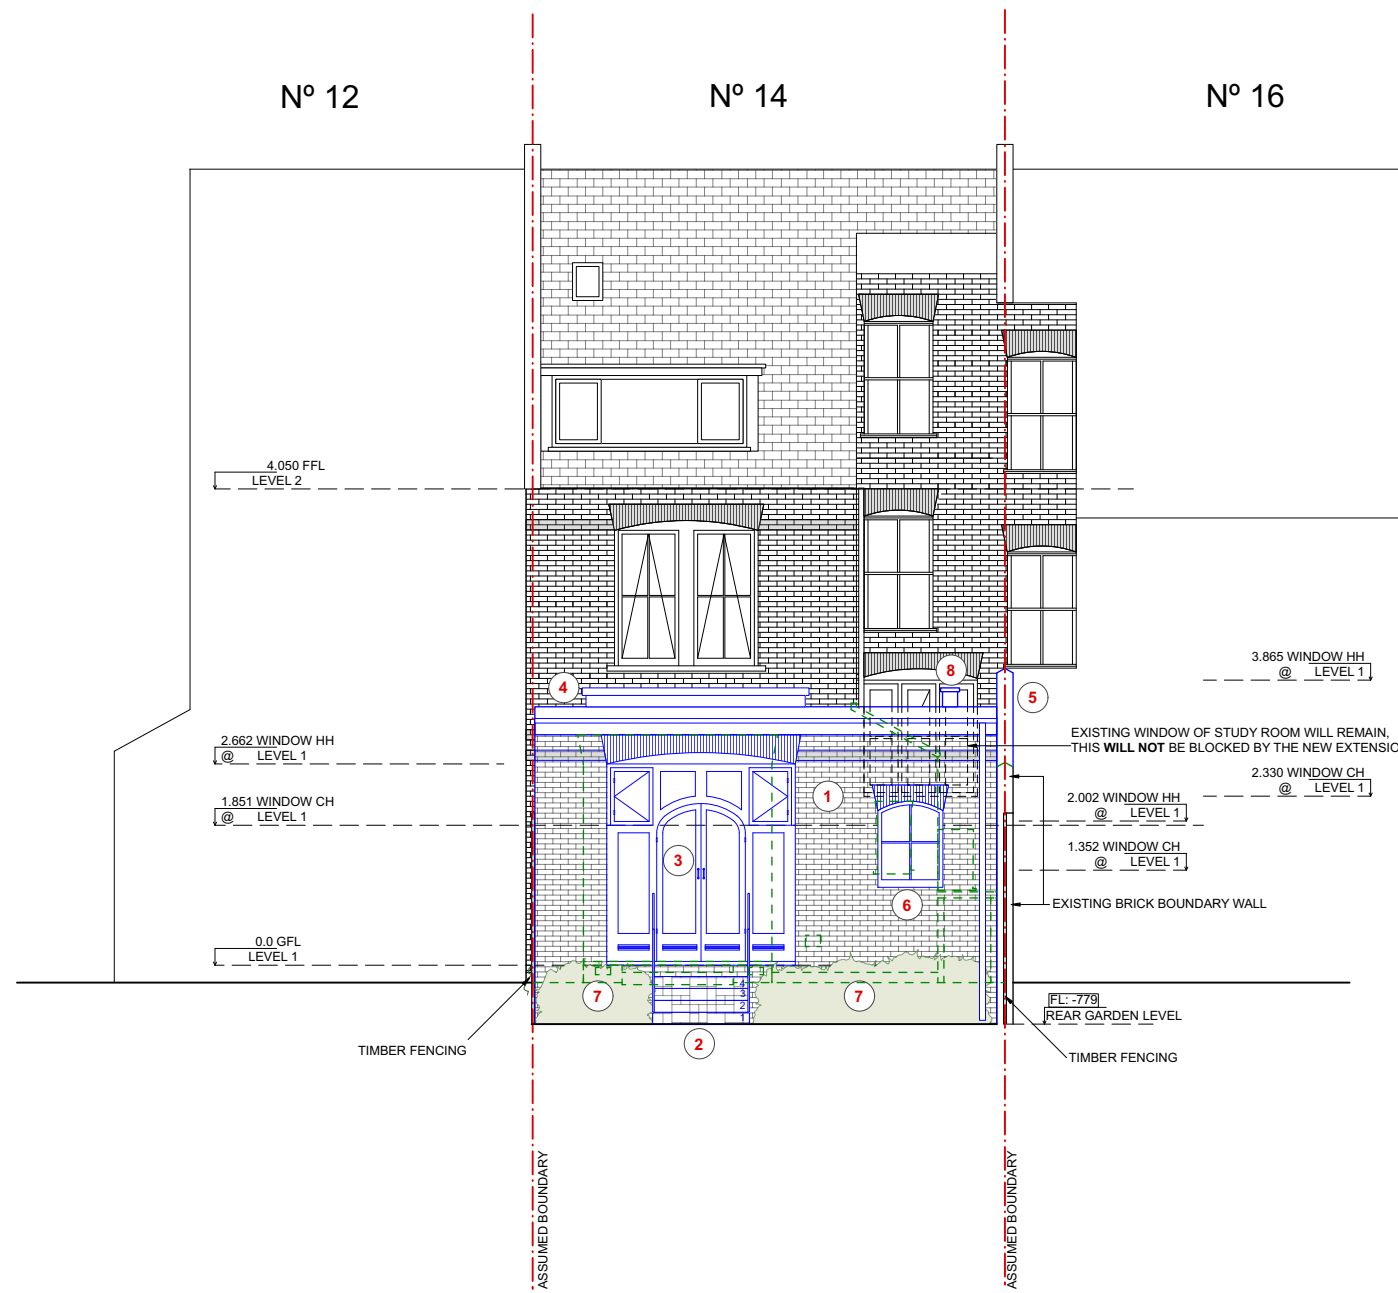 Nº 12
Nº 14
Nº 16
4.050 FFL
LEVEL 2
4
8
5
3.865 WINDOW HH
@ LEVEL 1
EXISTING WINDOW OF STUDY ROOM WILL REMAIN,
THIS WILL NOT BE BLOCKED BY THE NEW EXTENSIO
2.662 WINDOW HH
@ LEVEL 1
2.330 WINDOW CH
@ LEVEL 1
1
1.851 WINDOW CH
@ LEVEL 1
2.002 WINDOW HH
@ LEVEL 1
3
1.352 WINDOW CH
@ LEVEL 1
6
EXISTING BRICK BOUNDARY WALL
0.0 GFL
LEVEL 1
7
4
3
2
1
7
FL: -779
REAR GARDEN LEVEL
2
TIMBER FENCING
TIMBER FENCING
ASSUMED BOUNDARY
ASSUMED BOUNDARY